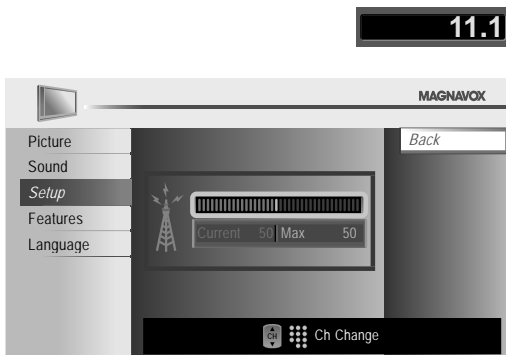 11.1
MAGNAVOX
Picture
Back
Sound
Setup
Features
Language
Current 50 Max 50
CH Ch Change